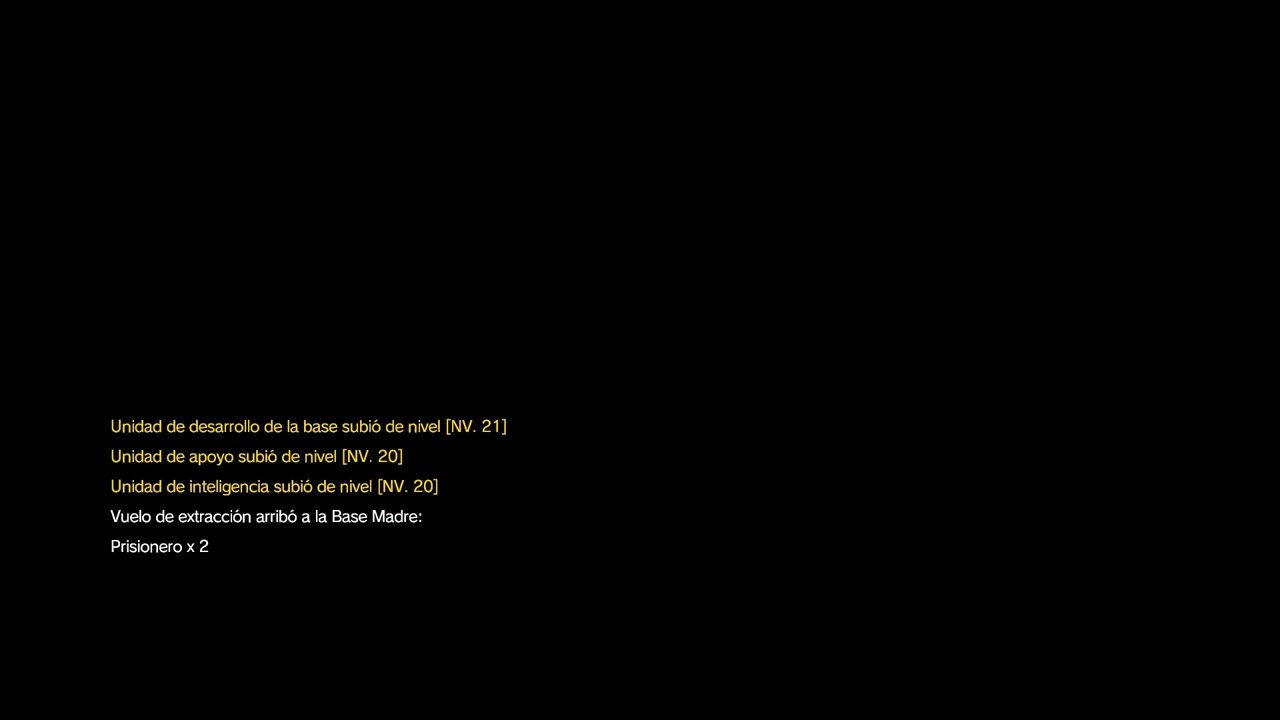 Unidad de desarrollo de la base subió de nivel [NV. 21]
Unidad de apoyo subió de nivel [NV. 20]
Unidad de inteligencia subió de nivel [NV. 20]
Vuelo de extracción arribó a la Base Madre:
Prisionero x 2